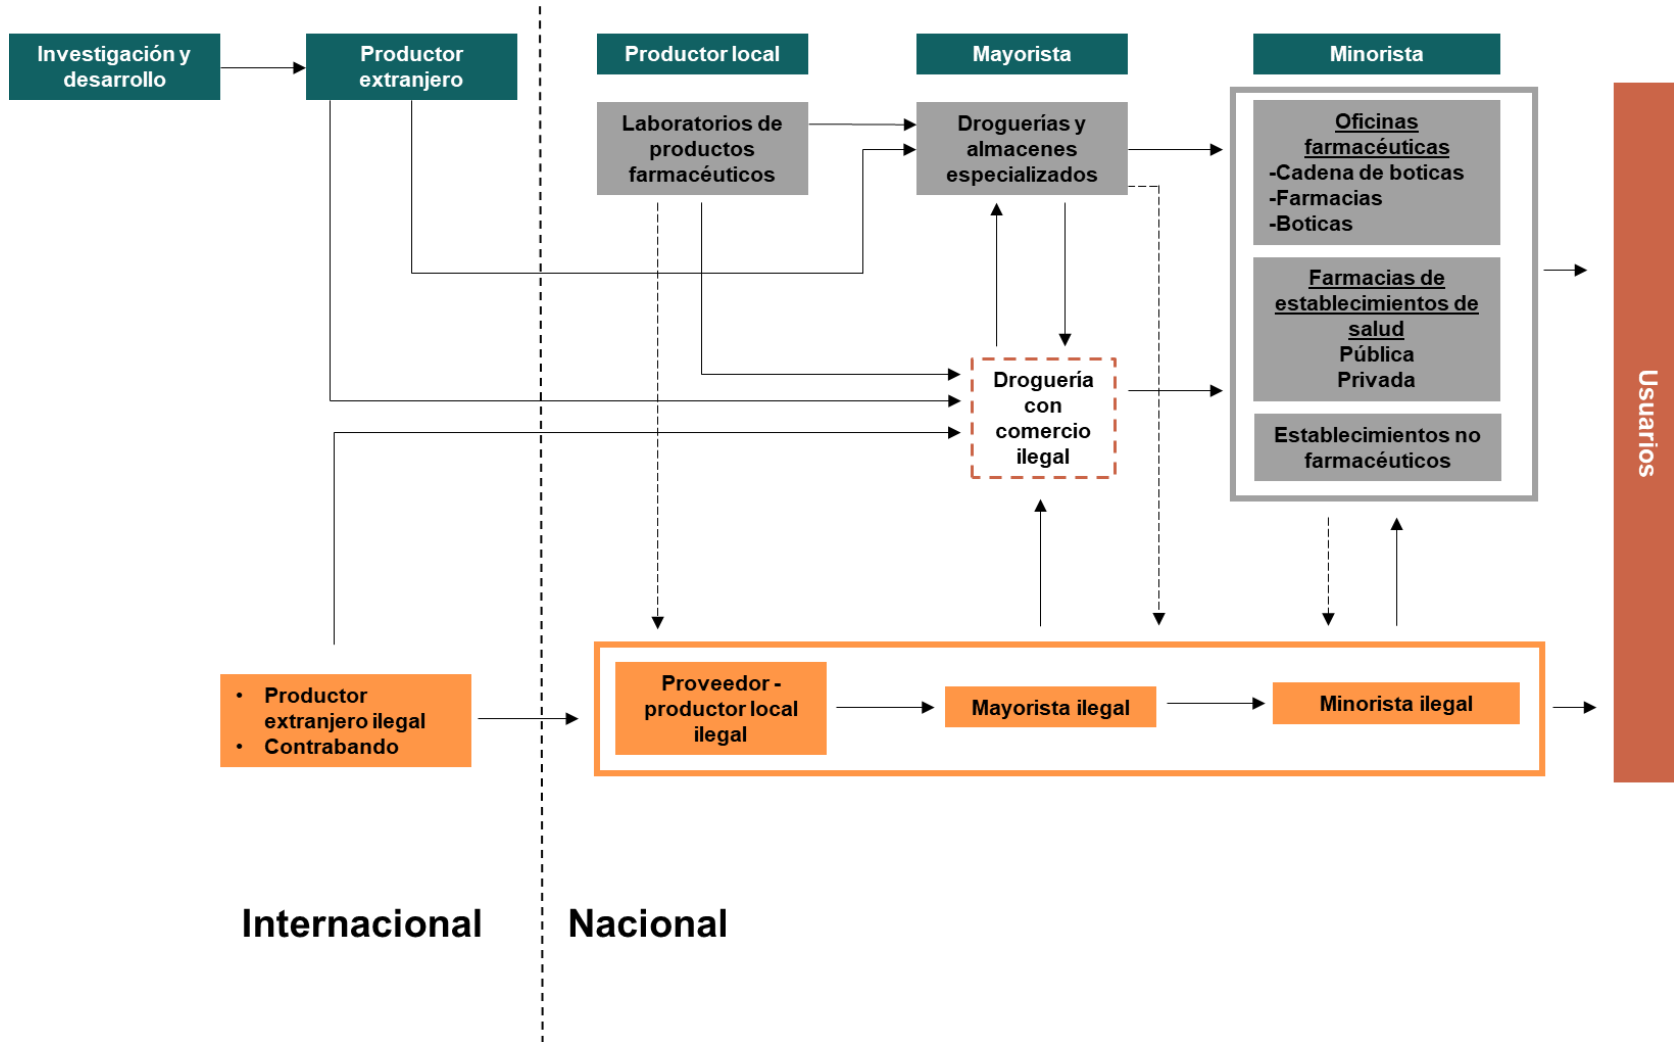 Investigación y
desarrollo
Productor
extranjero
Productor local
Mayorista
Minorista
Laboratorios de
productos
farmacéuticos
Droguerías y
almacenes
especializados
Oficinas
farmacéuticas
-Cadena de boticas
-Farmacias
-Boticas
Farmacias de
establecimientos de
salud
Pública
Privada
Establecimientos no
farmacéuticos
Droguería
con
comercio
ilegal
Usuarios
• Productor
extranjero ilegal
• Contrabando
Proveedor -
productor local
ilegal
Mayorista ilegal
Minorista ilegal
Internacional
Nacional